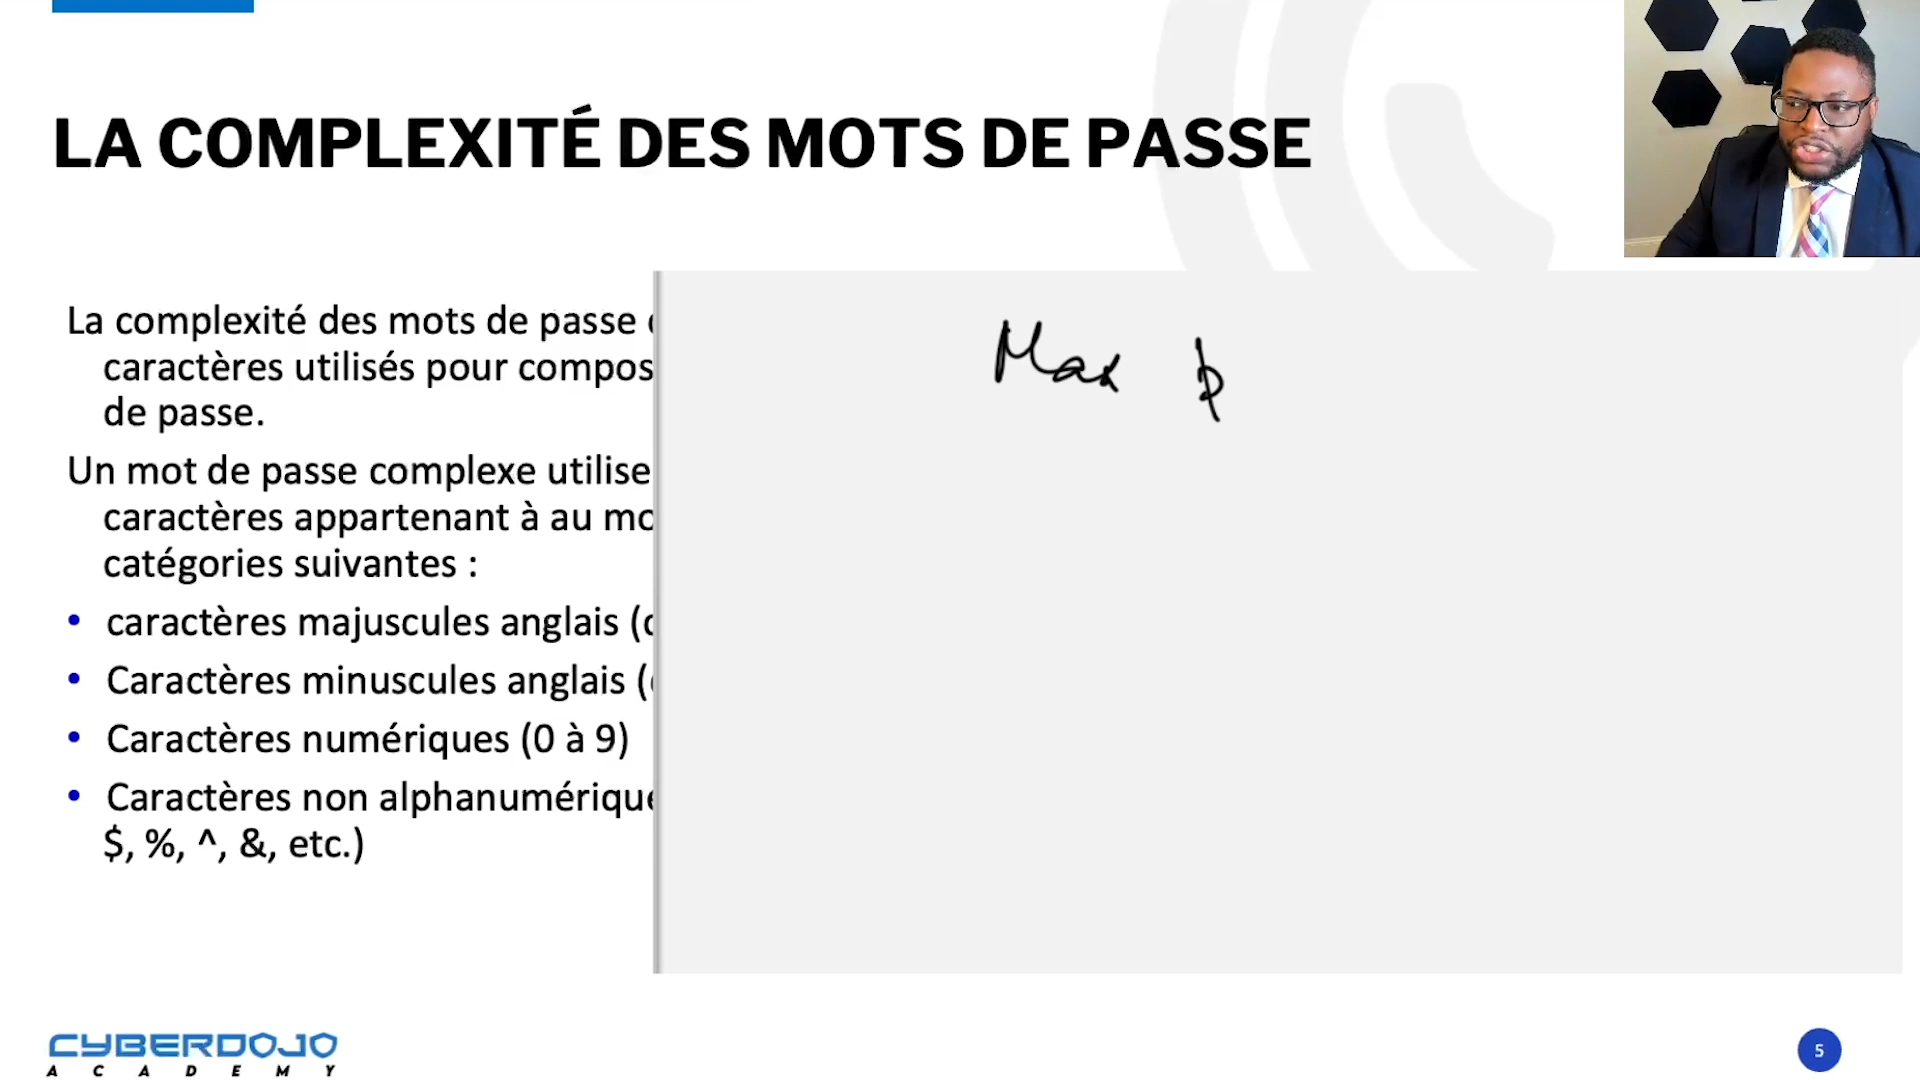 LA COMPLEXITÉ DES MOTS DE PASSE
La complexité des mots de passe
caractères utilisés pour compos
de passe.
Un mot de passe complexe utilise
caractères appartenant à au mo
catégories suivantes :
• caractères majuscules anglais (
• Caractères minuscules anglais (
• Caractères numériques (0 à 9)
• Caractères non alphanumérique
$, %, ^, &, etc.)
Max p
CYBERDOJO
ACADEMY
5